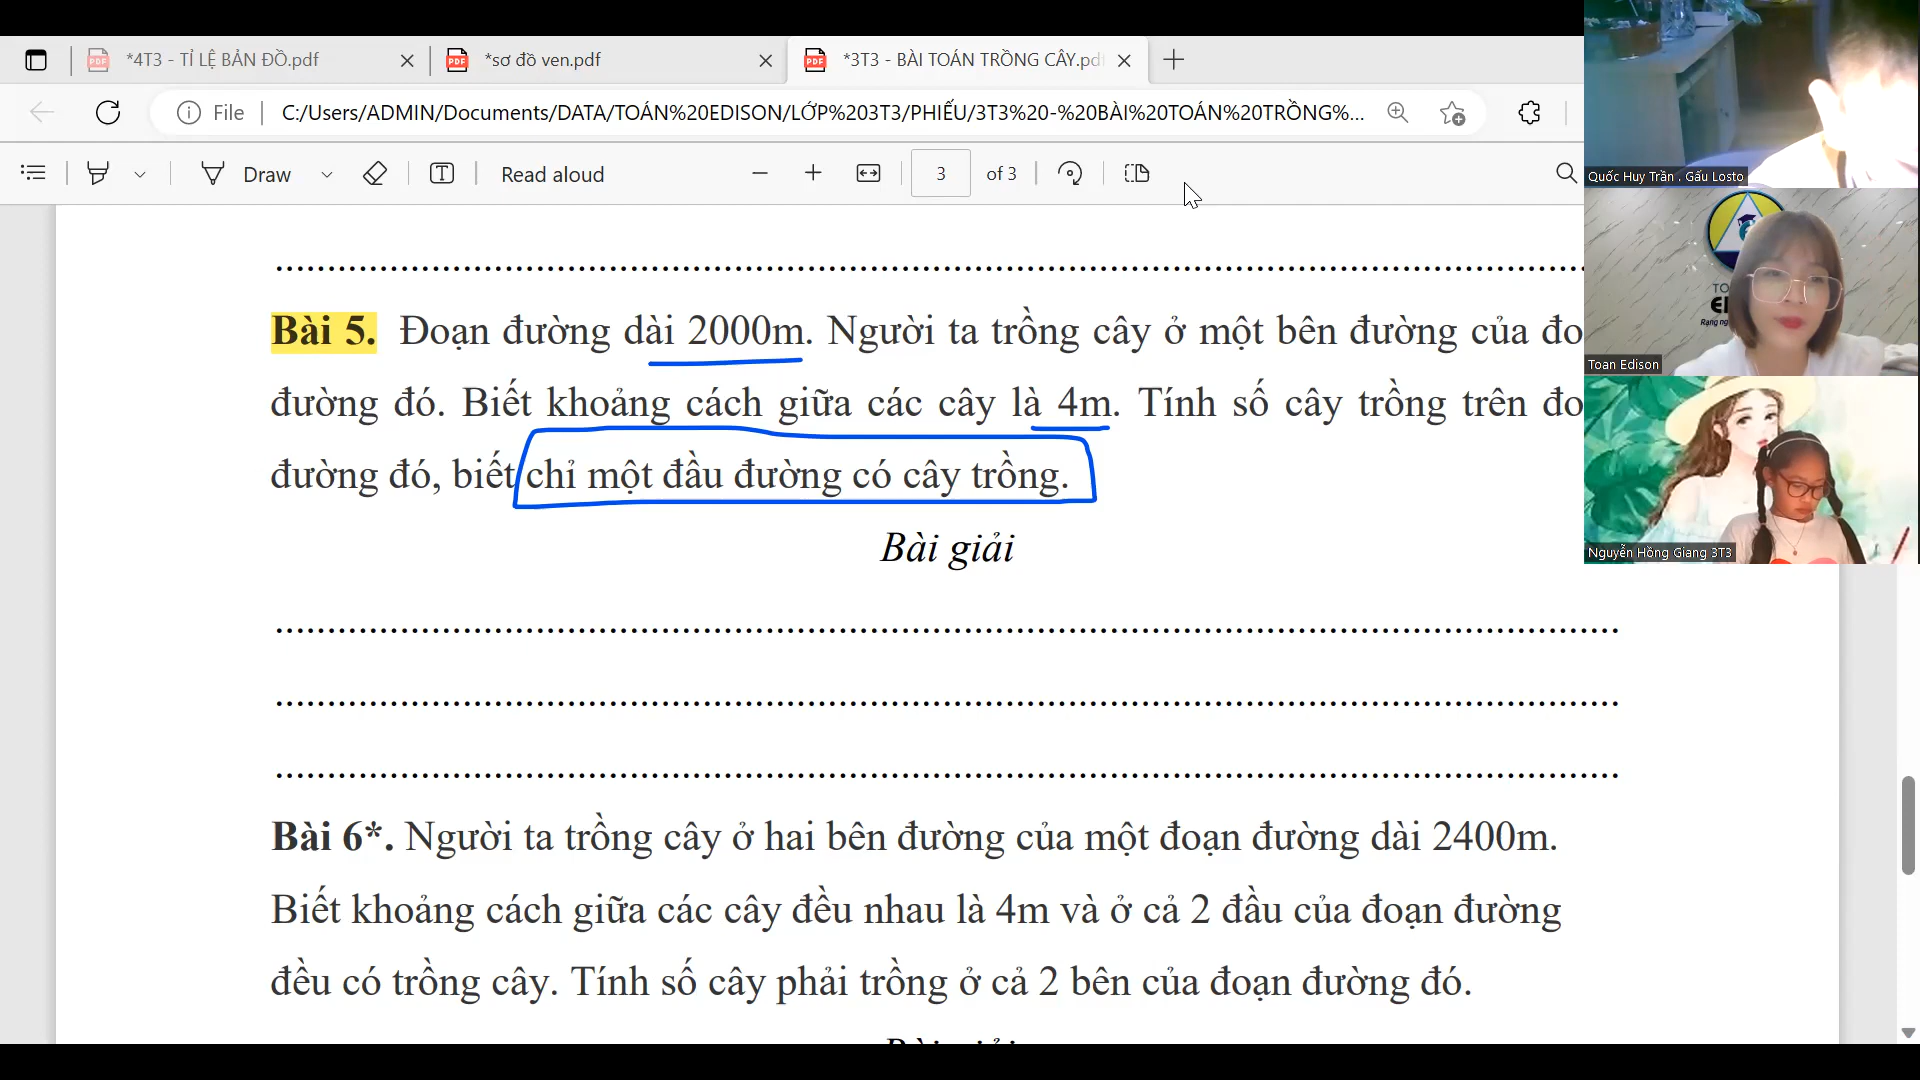 *4T3 - TỈ LỆ BẢN ĐỒ.pdf
*sơ đồ ven.pdf
*3T3 - BÀI TOÁN TRỒNG CÂY.pd
File
C:/Users/ADMIN/Documents/DATA/TOÁN%20EDISON/LỚP%203T3/PHIẾU/3T3%20-%20BÀI%20TOÁN%20TRỒNG%...
Draw
Read aloud
3
of 3
Quốc Huy Trần . Gấu Losto
Toan Edison
Nguyễn Hồng Giang 3T3
Bài 5. Đoạn đường dài 2000m. Người ta trồng cây ở một bên đường của đo
đường đó. Biết khoảng cách giữa các cây là 4m. Tính số cây trồng trên đo
đường đó, biết chỉ một đầu đường có cây trồng.
Bài giải
Bài 6*. Người ta trồng cây ở hai bên đường của một đoạn đường dài 2400m.
Biết khoảng cách giữa các cây đều nhau là 4m và ở cả 2 đầu của đoạn đường
đều có trồng cây. Tính số cây phải trồng ở cả 2 bên của đoạn đường đó.